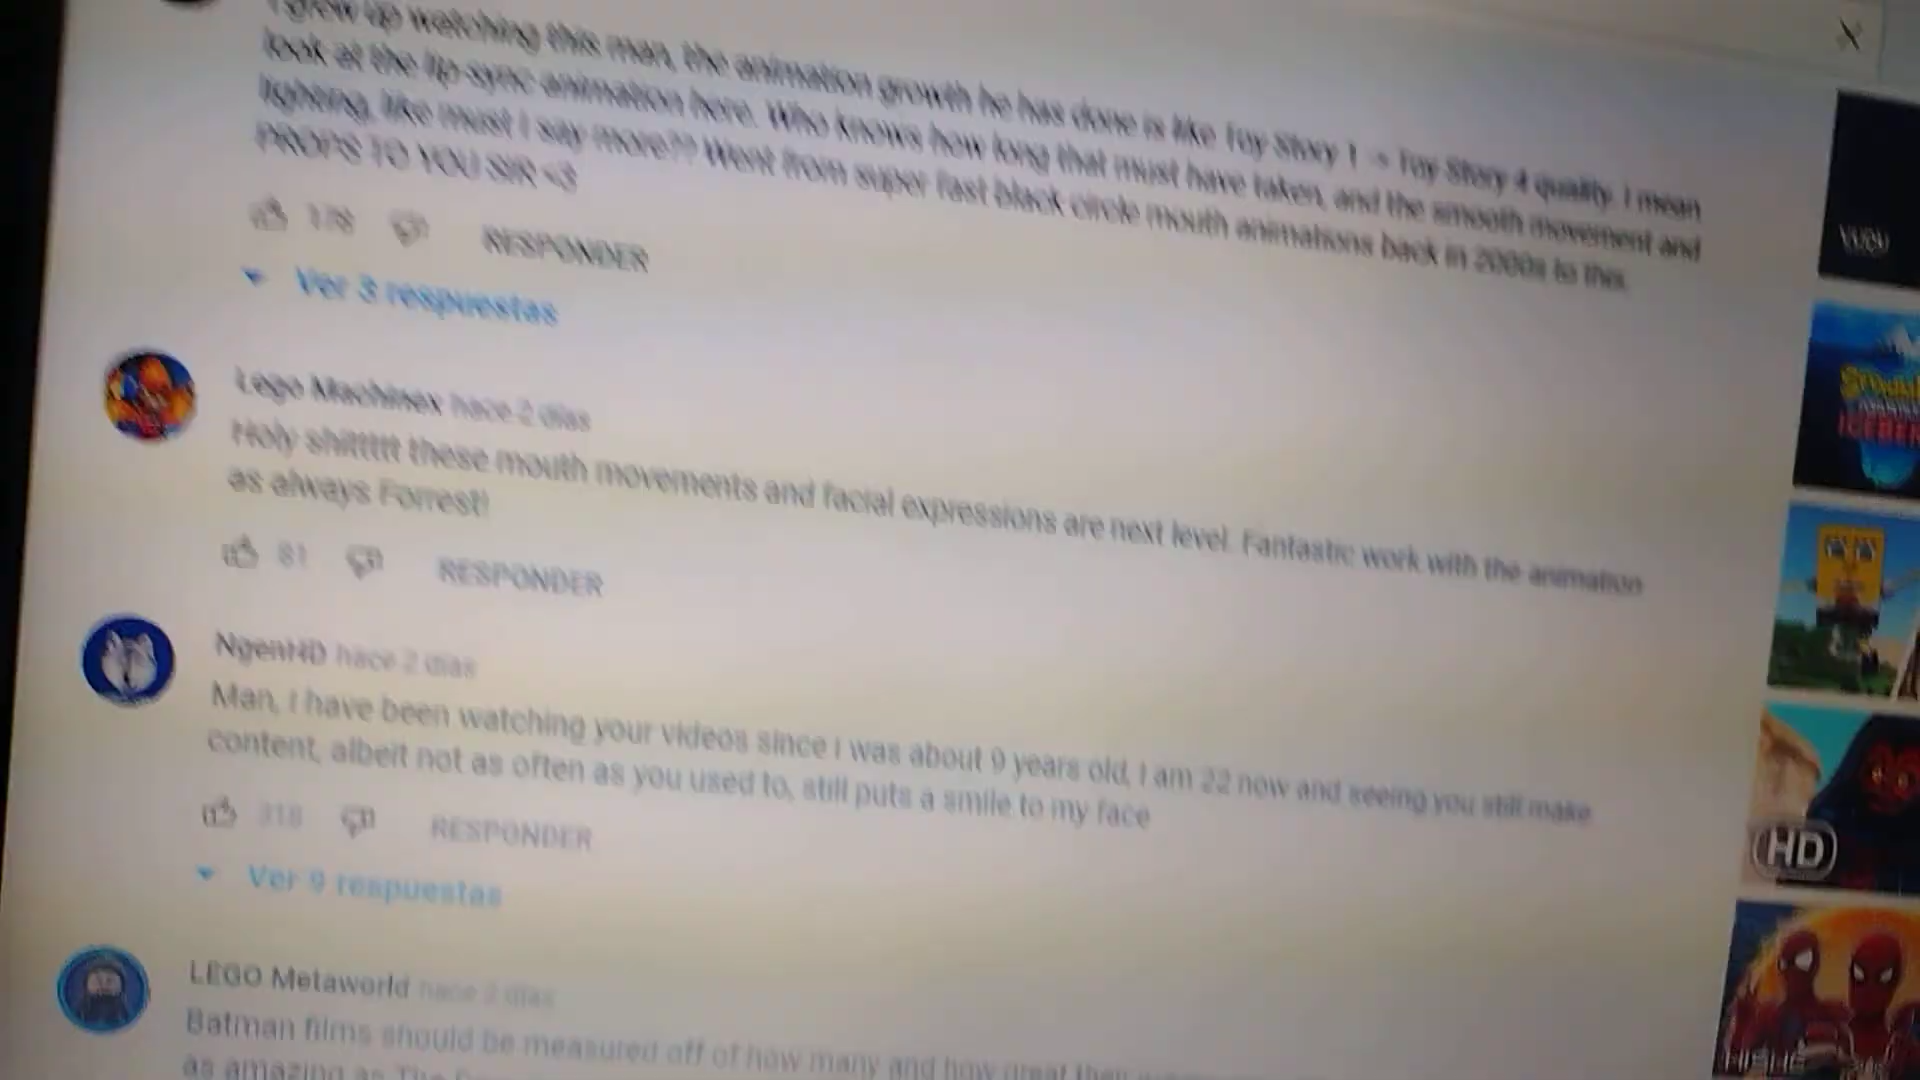 I grew up watching this man, the animation growth he has done is like Toy Story 1 -> Toy Story 4 quality. I mean
look at the lip-sync animation here. Who knows how long that must have taken, and the smooth movement and
lighting, like must I say more?? Went from super fast black circle mouth animations back in 2000s to this.
PROPS TO YOU SIR <3
178 RESPONDER
Ver 3 respuestas
Lego Machinex hace 2 días
Holy shittttt these mouth movements and facial expressions are next level. Fantastic work with the animation
as always Forrest!
81 RESPONDER
NgenHD hace 2 días
Man, I have been watching your videos since I was about 9 years old, I am 22 now and seeing you still make
content, albeit not as often as you used to, still puts a smile to my face
318 RESPONDER
Ver 9 respuestas
LEGO Metaworld hace 2 días
Batman films should be measured off of how many and how great their
as amazing as The
HD
HISHE